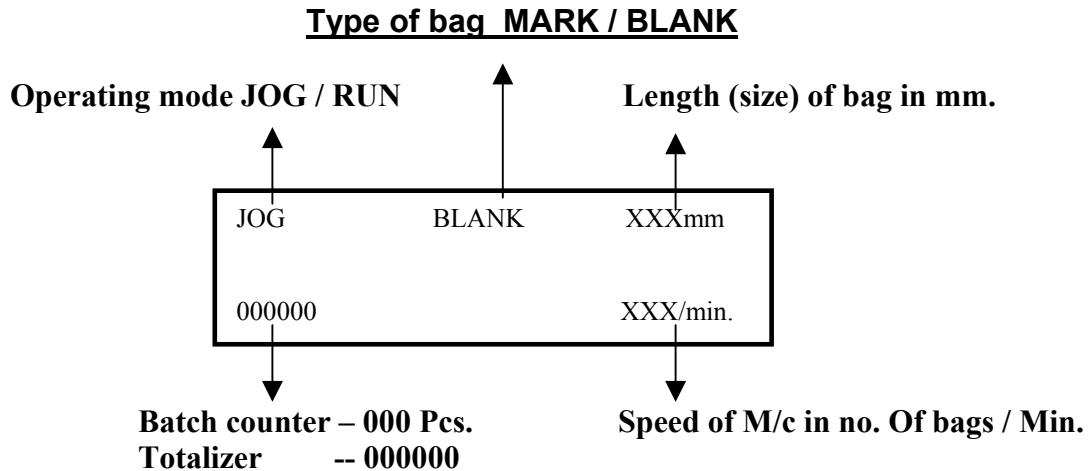 Type of bag MARK / BLANK
Operating mode JOG / RUN
Length (size) of bag in mm.
JOG BLANK XXXmm
000000 XXX/min.
Batch counter – 000 Pcs.
Speed of M/c in no. Of bags / Min.
Totalizer -- 000000